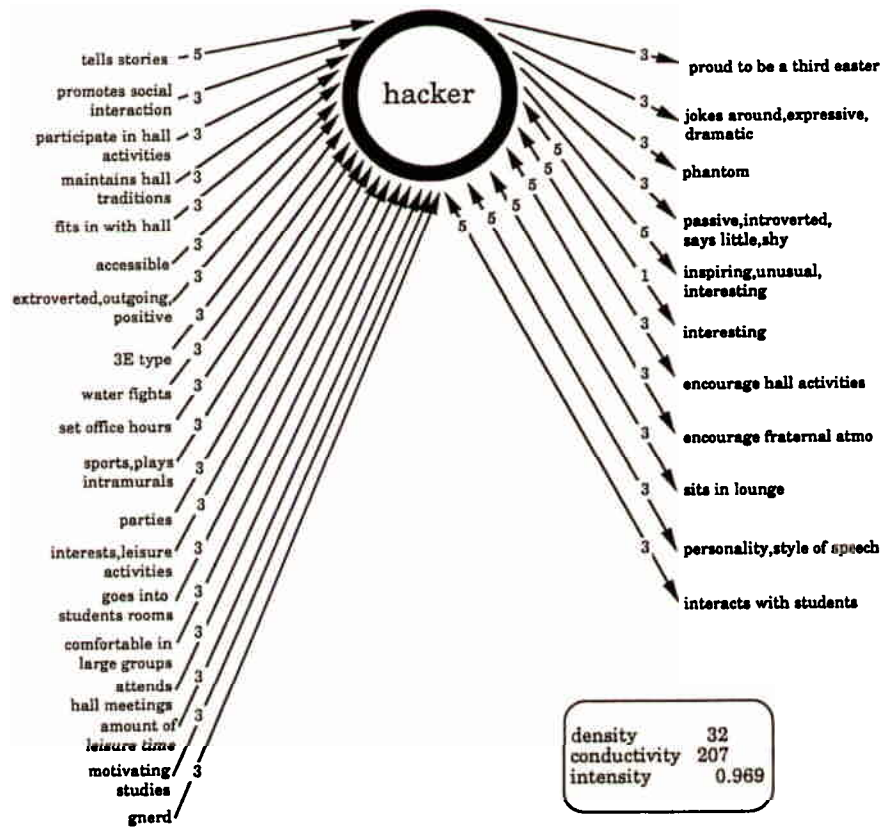 hacker
tells stories
5
promotes social
interaction
3
participate in hall
activities
3
maintains hall
traditions
3
fits in with hall
3
accessible
3
extroverted,outgoing,
positive
3
3E type
3
water fights
3
set office hours
3
sports,plays
intramurals
3
parties
3
interests,leisure
activities
3
goes into
students rooms
3
comfortable in
large groups
3
attends
hall meetings
3
amount of
leisure time
3
motivating
studies
3
gnerd
3
3
proud to be a third easter
3
jokes around,expressive,
dramatic
3
phantom
3
passive,introverted,
says little,shy
5
inspiring,unusual,
interesting
1
interesting
5
3
encourage hall activities
5
3
encourage fraternal atmo
5
3
sits in lounge
5
3
personality,style of speech
5
3
interacts with students
5
density 32
conductivity 207
intensity 0.969